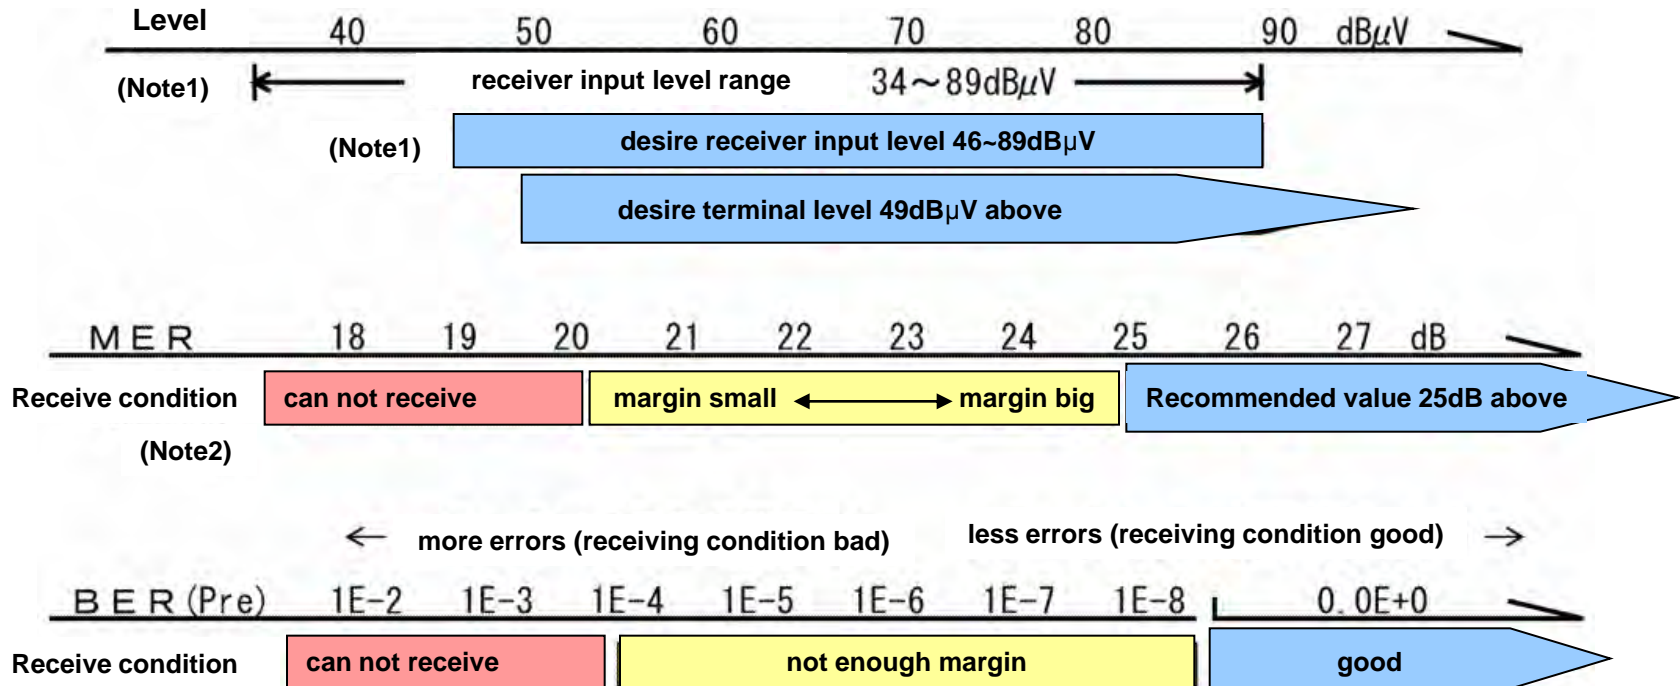 Level 40 50 60 70 80 90 dBμV
(Note1) receiver input level range 34~89dBμV
(Note1) desire receiver input level 46~89dBμV
desire terminal level 49dBμV above
MER 18 19 20 21 22 23 24 25 26 27 dB
Receive condition can not receive margin small margin big Recommended value 25dB above
(Note2)
← more errors (receiving condition bad) less errors (receiving condition good) →
BER(Pre) 1E-2 1E-3 1E-4 1E-5 1E-6 1E-7 1E-8 0.0E+0
Receive condition can not receive not enough margin good